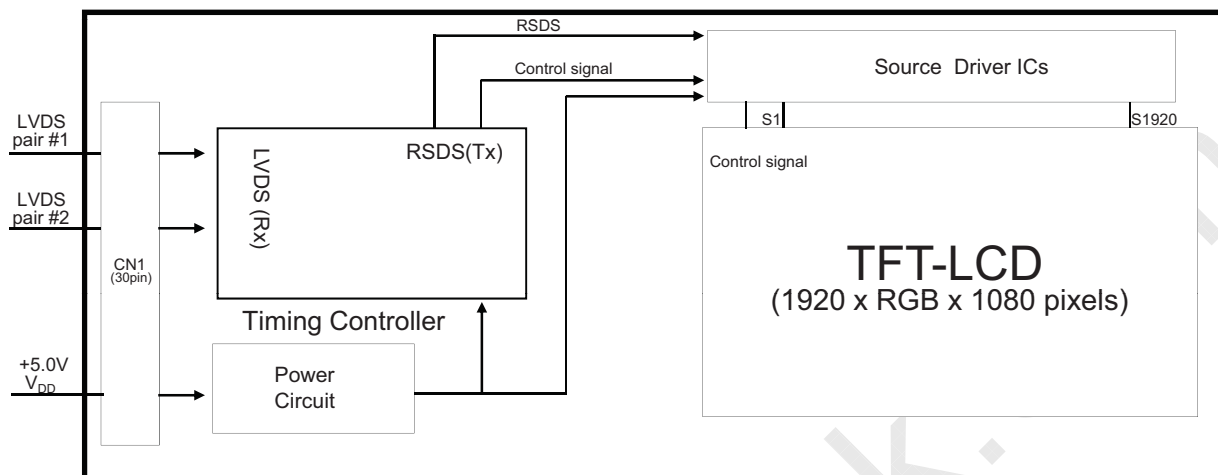 RSDS
Control signal
Source Driver ICs
LVDS
pair #1
S1
S1920
RSDS(Tx)
LVDS (Rx)
Control signal
LVDS
pair #2
CN1
(30pin)
TFT-LCD
(1920 x RGB x 1080 pixels)
Timing Controller
+5.0V
VDD
Power
Circuit